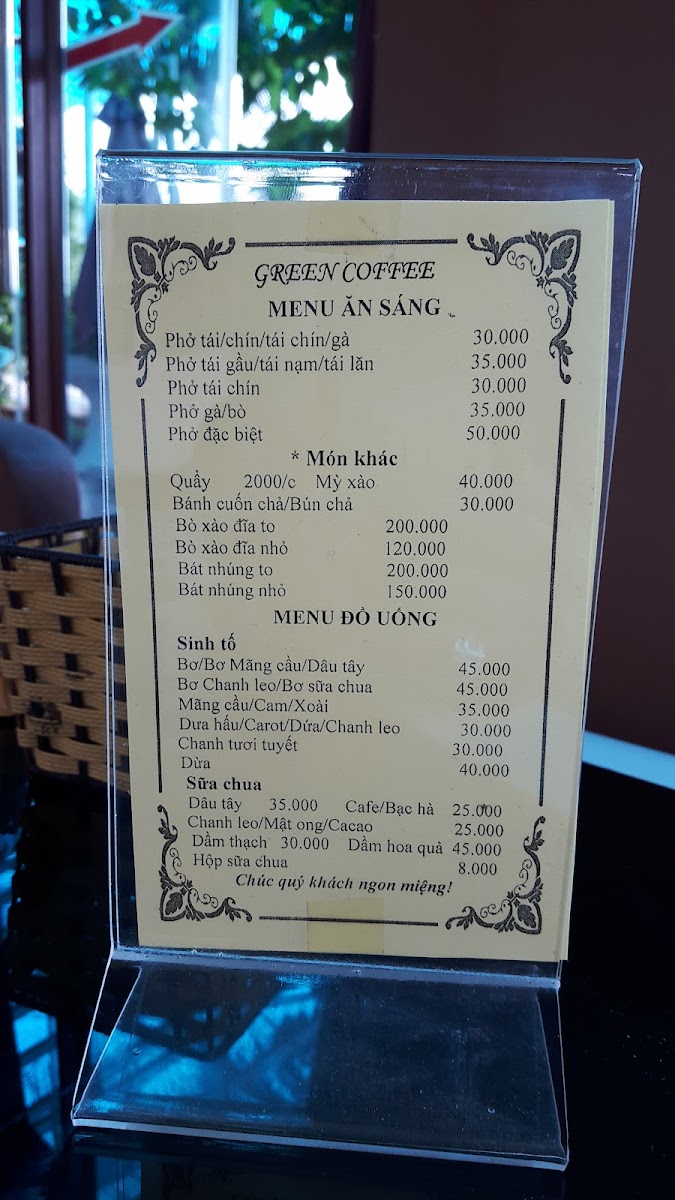 GREEN COFFEE
MENU ĂN SÁNG
Phở tái/chín/tái chín/gà 30.000
Phở tái gầu/tái nạm/tái lăn 35.000
Phở tái chín 30.000
Phở gà/bò 35.000
Phở đặc biệt 50.000
* Món khác
Quẩy 2000/c Mỳ xào 40.000
Bánh cuốn chả/Bún chả 30.000
Bò xào đĩa to 200.000
Bò xào đĩa nhỏ 120.000
Bát nhúng to 200.000
Bát nhúng nhỏ 150.000
MENU ĐỒ UỐNG
Sinh tố
Bơ/Bơ Mãng cầu/Dâu tây 45.000
Bơ Chanh leo/Bơ sữa chua 45.000
Mãng cầu/Cam/Xoài 35.000
Dưa hấu/Carot/Dứa/Chanh leo 30.000
Chanh tươi tuyết 30.000
Dừa 40.000
Sữa chua
Dâu tây 35.000 Cafe/Bạc hà 25.000
Chanh leo/Mật ong/Cacao 25.000
Dầm thạch 30.000 Dầm hoa quả 45.000
Hộp sữa chua 8.000
Chúc quý khách ngon miệng!